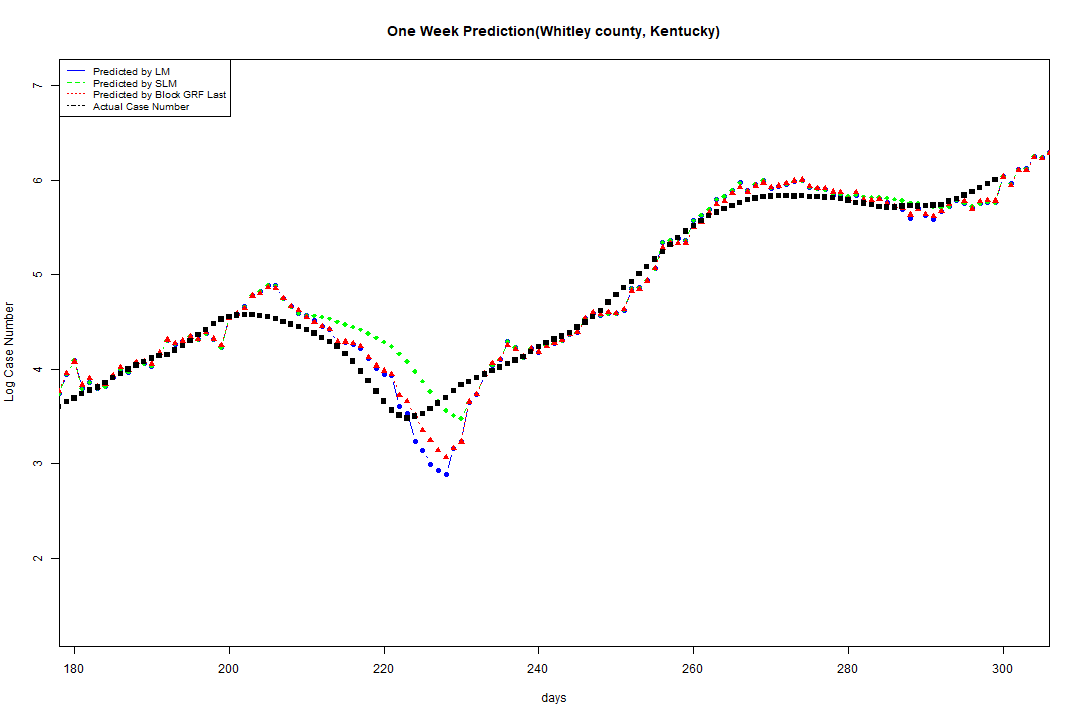 One Week Prediction(Whitley county, Kentucky)
Predicted by LM
Predicted by SLM
Predicted by Block GRF Last
Actual Case Number
7
6
5
4
3
2
Log Case Number
180 200 220 240 260 280 300
days